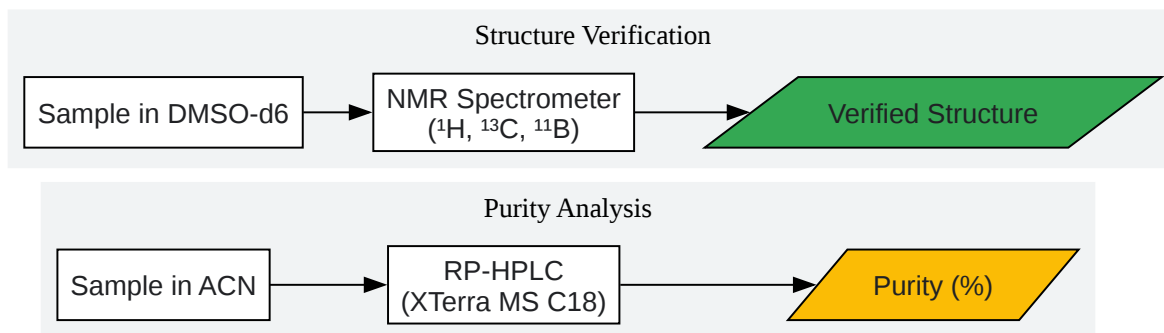 Structure Verification
Sample in DMSO-d6
NMR Spectrometer
(¹H, ¹³C, ¹¹B)
Verified Structure
Purity Analysis
Sample in ACN
RP-HPLC
(XTerra MS C18)
Purity (%)